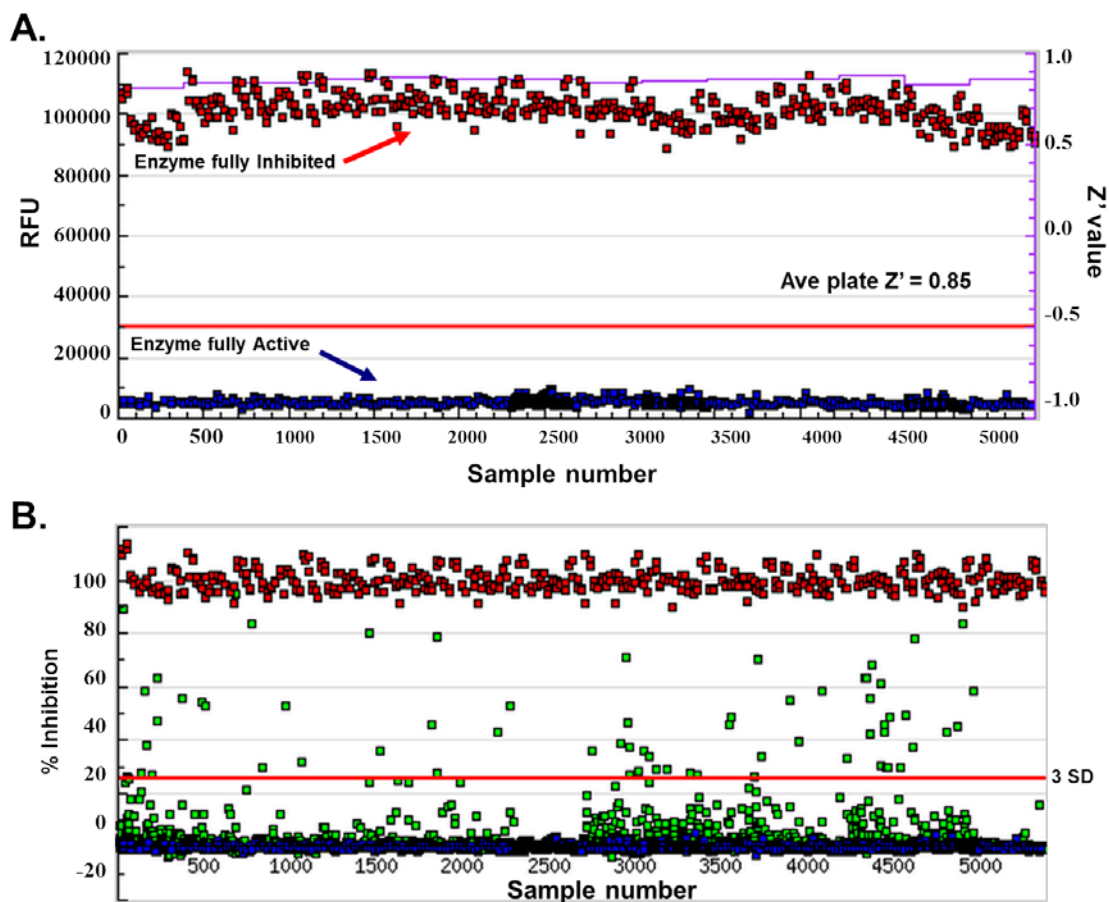 A.
120000
100000
80000
60000
40000
20000
0
RFU
1.0
0.5
0.0
-0.5
-1.0
Z' value
Enzyme fully Inhibited
Ave plate Z' = 0.85
Enzyme fully Active
0 500 1000 1500 2000 2500 3000 3500 4000 4500 5000
Sample number
B.
100
80
60
40
20
0
-20
% Inhibition
3 SD
500 1000 1500 2000 2500 3000 3500 4000 4500 5000
Sample number